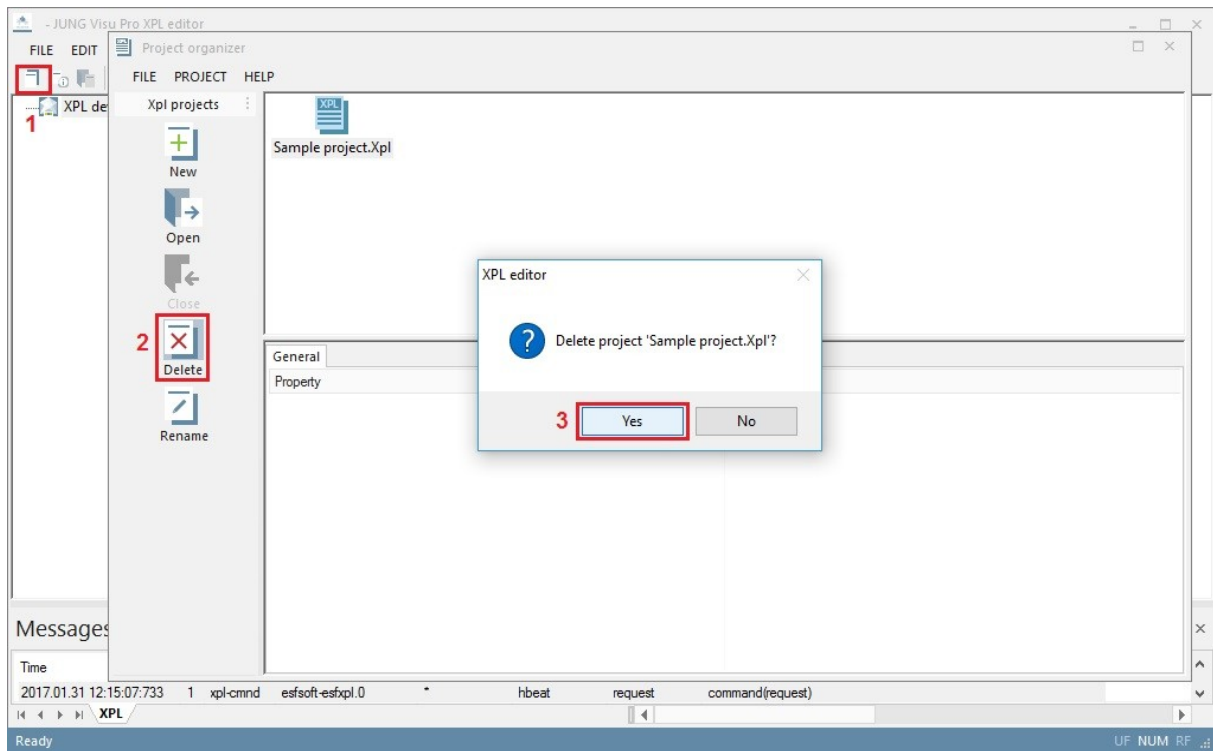 - JUNG Visu Pro XPL editor
FILE EDIT
Project organizer
FILE PROJECT HELP
XPL de
1
Xpl projects
New
Open
Close
2
Delete
Rename
XPL
Sample project.Xpl
General
Property
XPL editor
?
Delete project 'Sample project.Xpl'?
3
Yes
No
Messages
Time
2017.01.31 12:15:07:733 1 xpl-cmnd esfsoft-esfxpl.0 * hbeat request command(request)
XPL
Ready
UF NUM RF